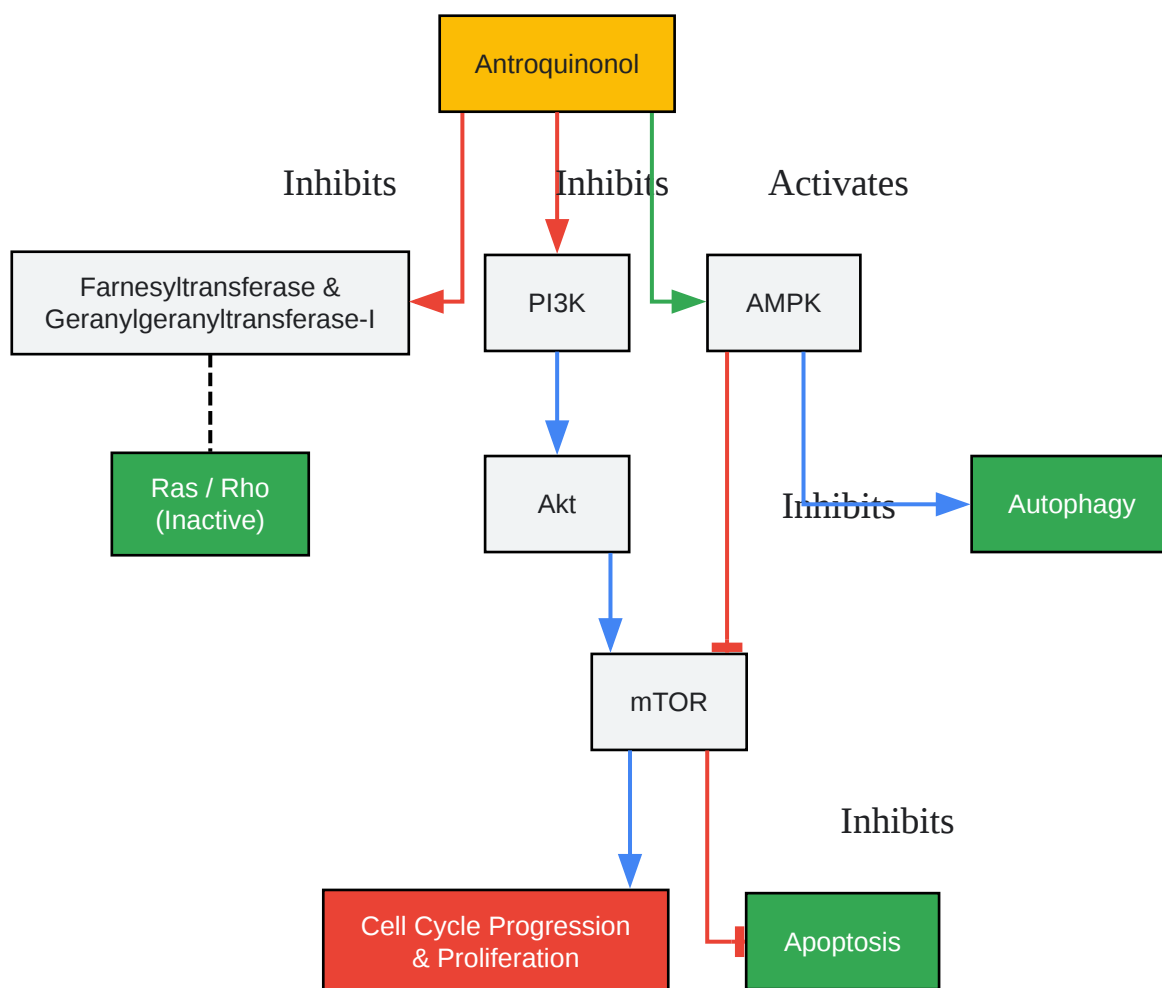 Antroquinonol
Inhibits
Inhibits
Activates
Farnesyltransferase &
Geranylgeranyltransferase-I
PI3K
AMPK
Ras / Rho
(Inactive)
Akt
Inhibits
Autophagy
mTOR
Inhibits
Cell Cycle Progression
& Proliferation
Apoptosis